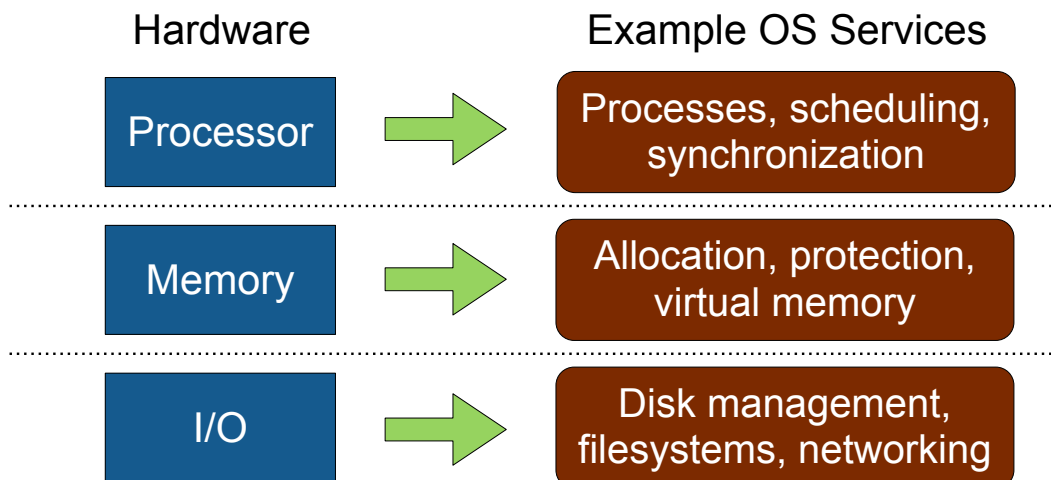 Hardware
Example OS Services
Processor
Processes, scheduling,
synchronization
Memory
Allocation, protection,
virtual memory
I/O
Disk management,
filesystems, networking